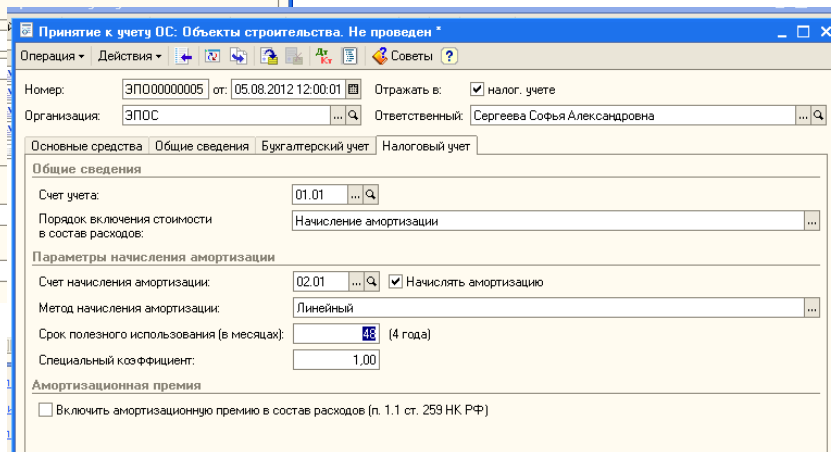 Принятие к учету ОС: Объекты строительства. Не проведен *
Операция Действия Дт Кт Советы ?
Номер: ЭПО00000005 от: 05.08.2012 12:00:01 Отражать в: налог. учете
Организация: ЭПОС ... Ответственный: Сергеева Софья Александровна ...
Основные средства Общие сведения Бухгалтерский учет Налоговый учет
Общие сведения
Счет учета: 01.01 ...
Порядок включения стоимости
в состав расходов: Начисление амортизации ...
Параметры начисления амортизации
Счет начисления амортизации: 02.01 ... Начислять амортизацию
Метод начисления амортизации: Линейный ...
Срок полезного использования (в месяцах): 48 (4 года)
Специальный коэффициент: 1,00
Амортизационная премия
Включить амортизационную премию в состав расходов (п. 1.1 ст. 259 НК РФ)